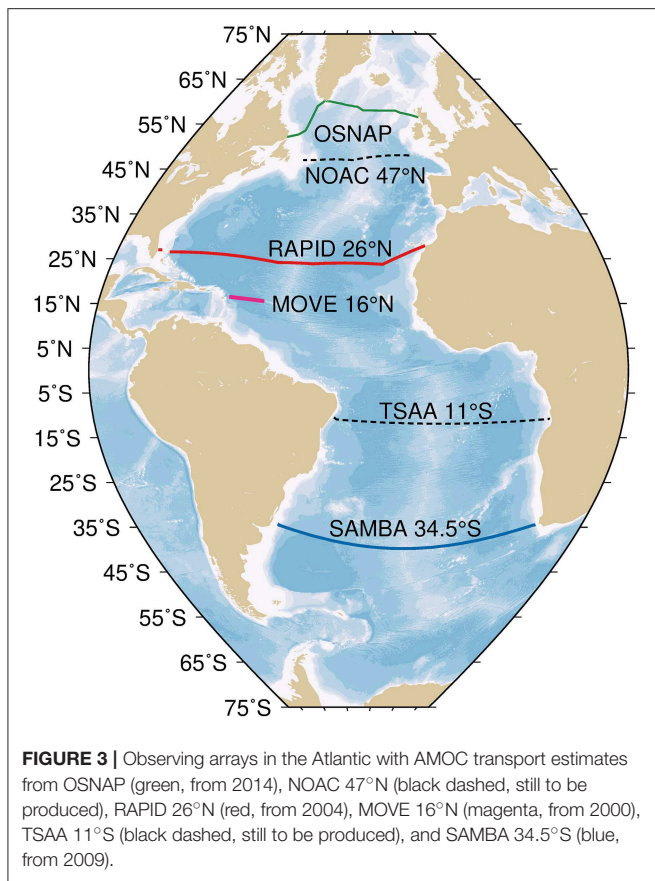 75˚N
65˚N
55˚N
OSNAP
NOAC 47°N
45˚N
35˚N
RAPID 26°N
25˚N
MOVE 16°N
15˚N
5˚N
5˚S
TSAA 11°S
15˚S
25˚S
SAMBA 34.5°S
35˚S
45˚S
55˚S
65˚S
75˚S
FIGURE 3 | Observing arrays in the Atlantic with AMOC transport estimates
from OSNAP (green, from 2014), NOAC 47°N (black dashed, still to be
produced), RAPID 26°N (red, from 2004), MOVE 16°N (magenta, from 2000),
TSAA 11°S (black dashed, still to be produced), and SAMBA 34.5°S (blue,
from 2009).